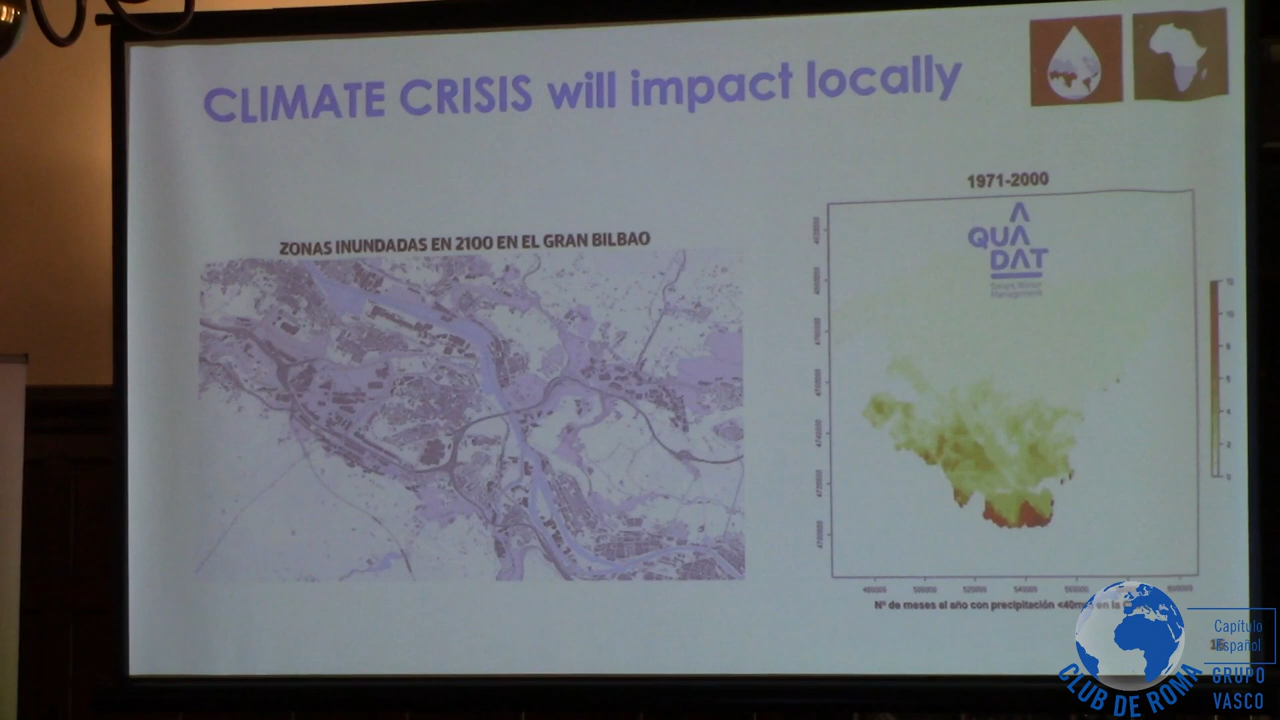 CLIMATE CRISIS will impact locally
ZONAS INUNDADAS EN 2100 EN EL GRAN BILBAO
1971-2000
A
QUA
DAT
Smart Water
Management
Nº de meses al año con precipitación <40mm en la
Capítulo
Español
GRUPO
VASCO
CLUB DE ROMA